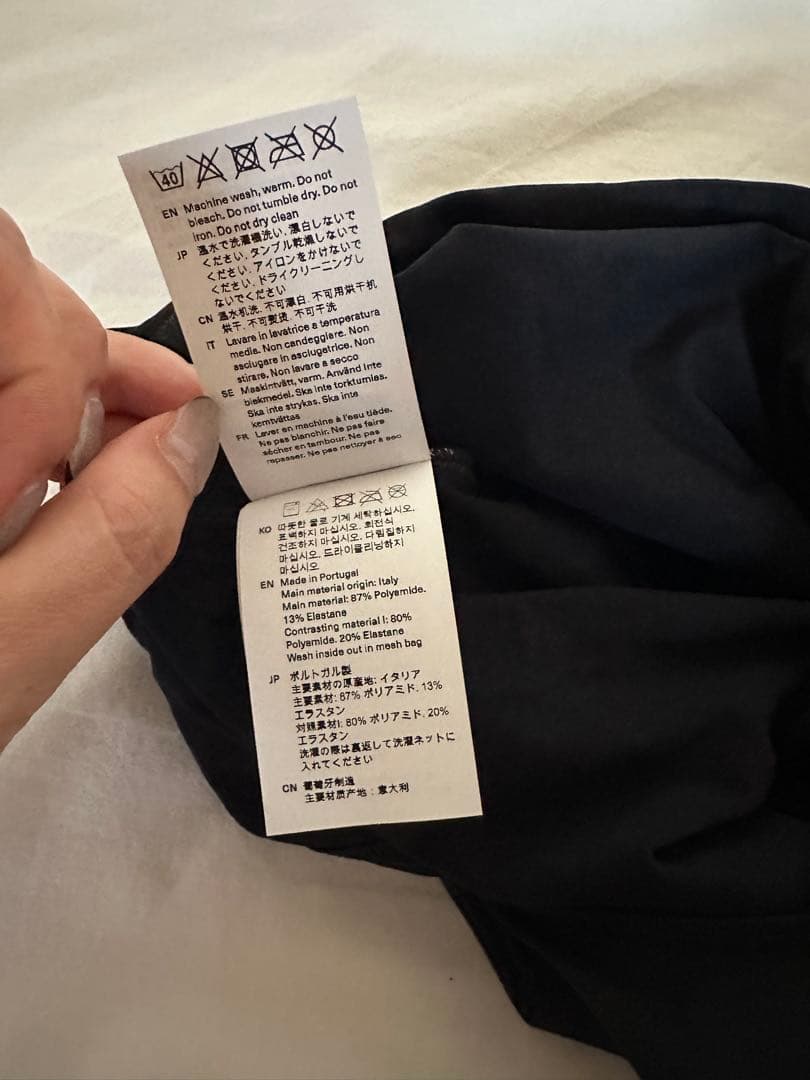 40
EN Machine wash, warm. Do not
bleach. Do not tumble dry. Do not
iron. Do not dry clean
JP 温水で洗濯機洗い. 漂白しないで
ください. タンブル乾燥しないで
ください. アイロンをかけないで
ください. ドライクリーニングし
ないでください
CN 温水机洗. 不可漂白. 不可用烘干机
烘干. 不可熨烫. 不可干洗
IT Lavare in lavatrice a temperatura
media. Non candeggiare. Non
asciugare in asciugatrice. Non
stirare. Non lavare a secco
SE Maskintvätt, varm. Använd inte
blekmedel. Ska inte torktumlas.
Ska inte strykas. Ska inte
kemtvättas
FR Laver en machine à l'eau tiède.
Ne pas blanchir. Ne pas faire
sécher en tambour. Ne pas
repasser. Ne pas nettoyer à sec
KO 따뜻한 물로 기계 세탁하십시오.
표백하지 마십시오. 회전식
건조하지 마십시오. 다림질하지
마십시오. 드라이클리닝하지
마십시오
EN Made in Portugal
Main material origin: Italy
Main material: 87% Polyamide.
13% Elastane
Contrasting material I: 80%
Polyamide. 20% Elastane
Wash inside out in mesh bag
JP ポルトガル製
主要素材の原産地: イタリア
主要素材: 87% ポリアミド. 13%
エラスタン
対照素材I: 80% ポリアミド. 20%
エラスタン
洗濯の際は裏返して洗濯ネットに
入れてください
CN 葡萄牙制造
主要材质产地：意大利